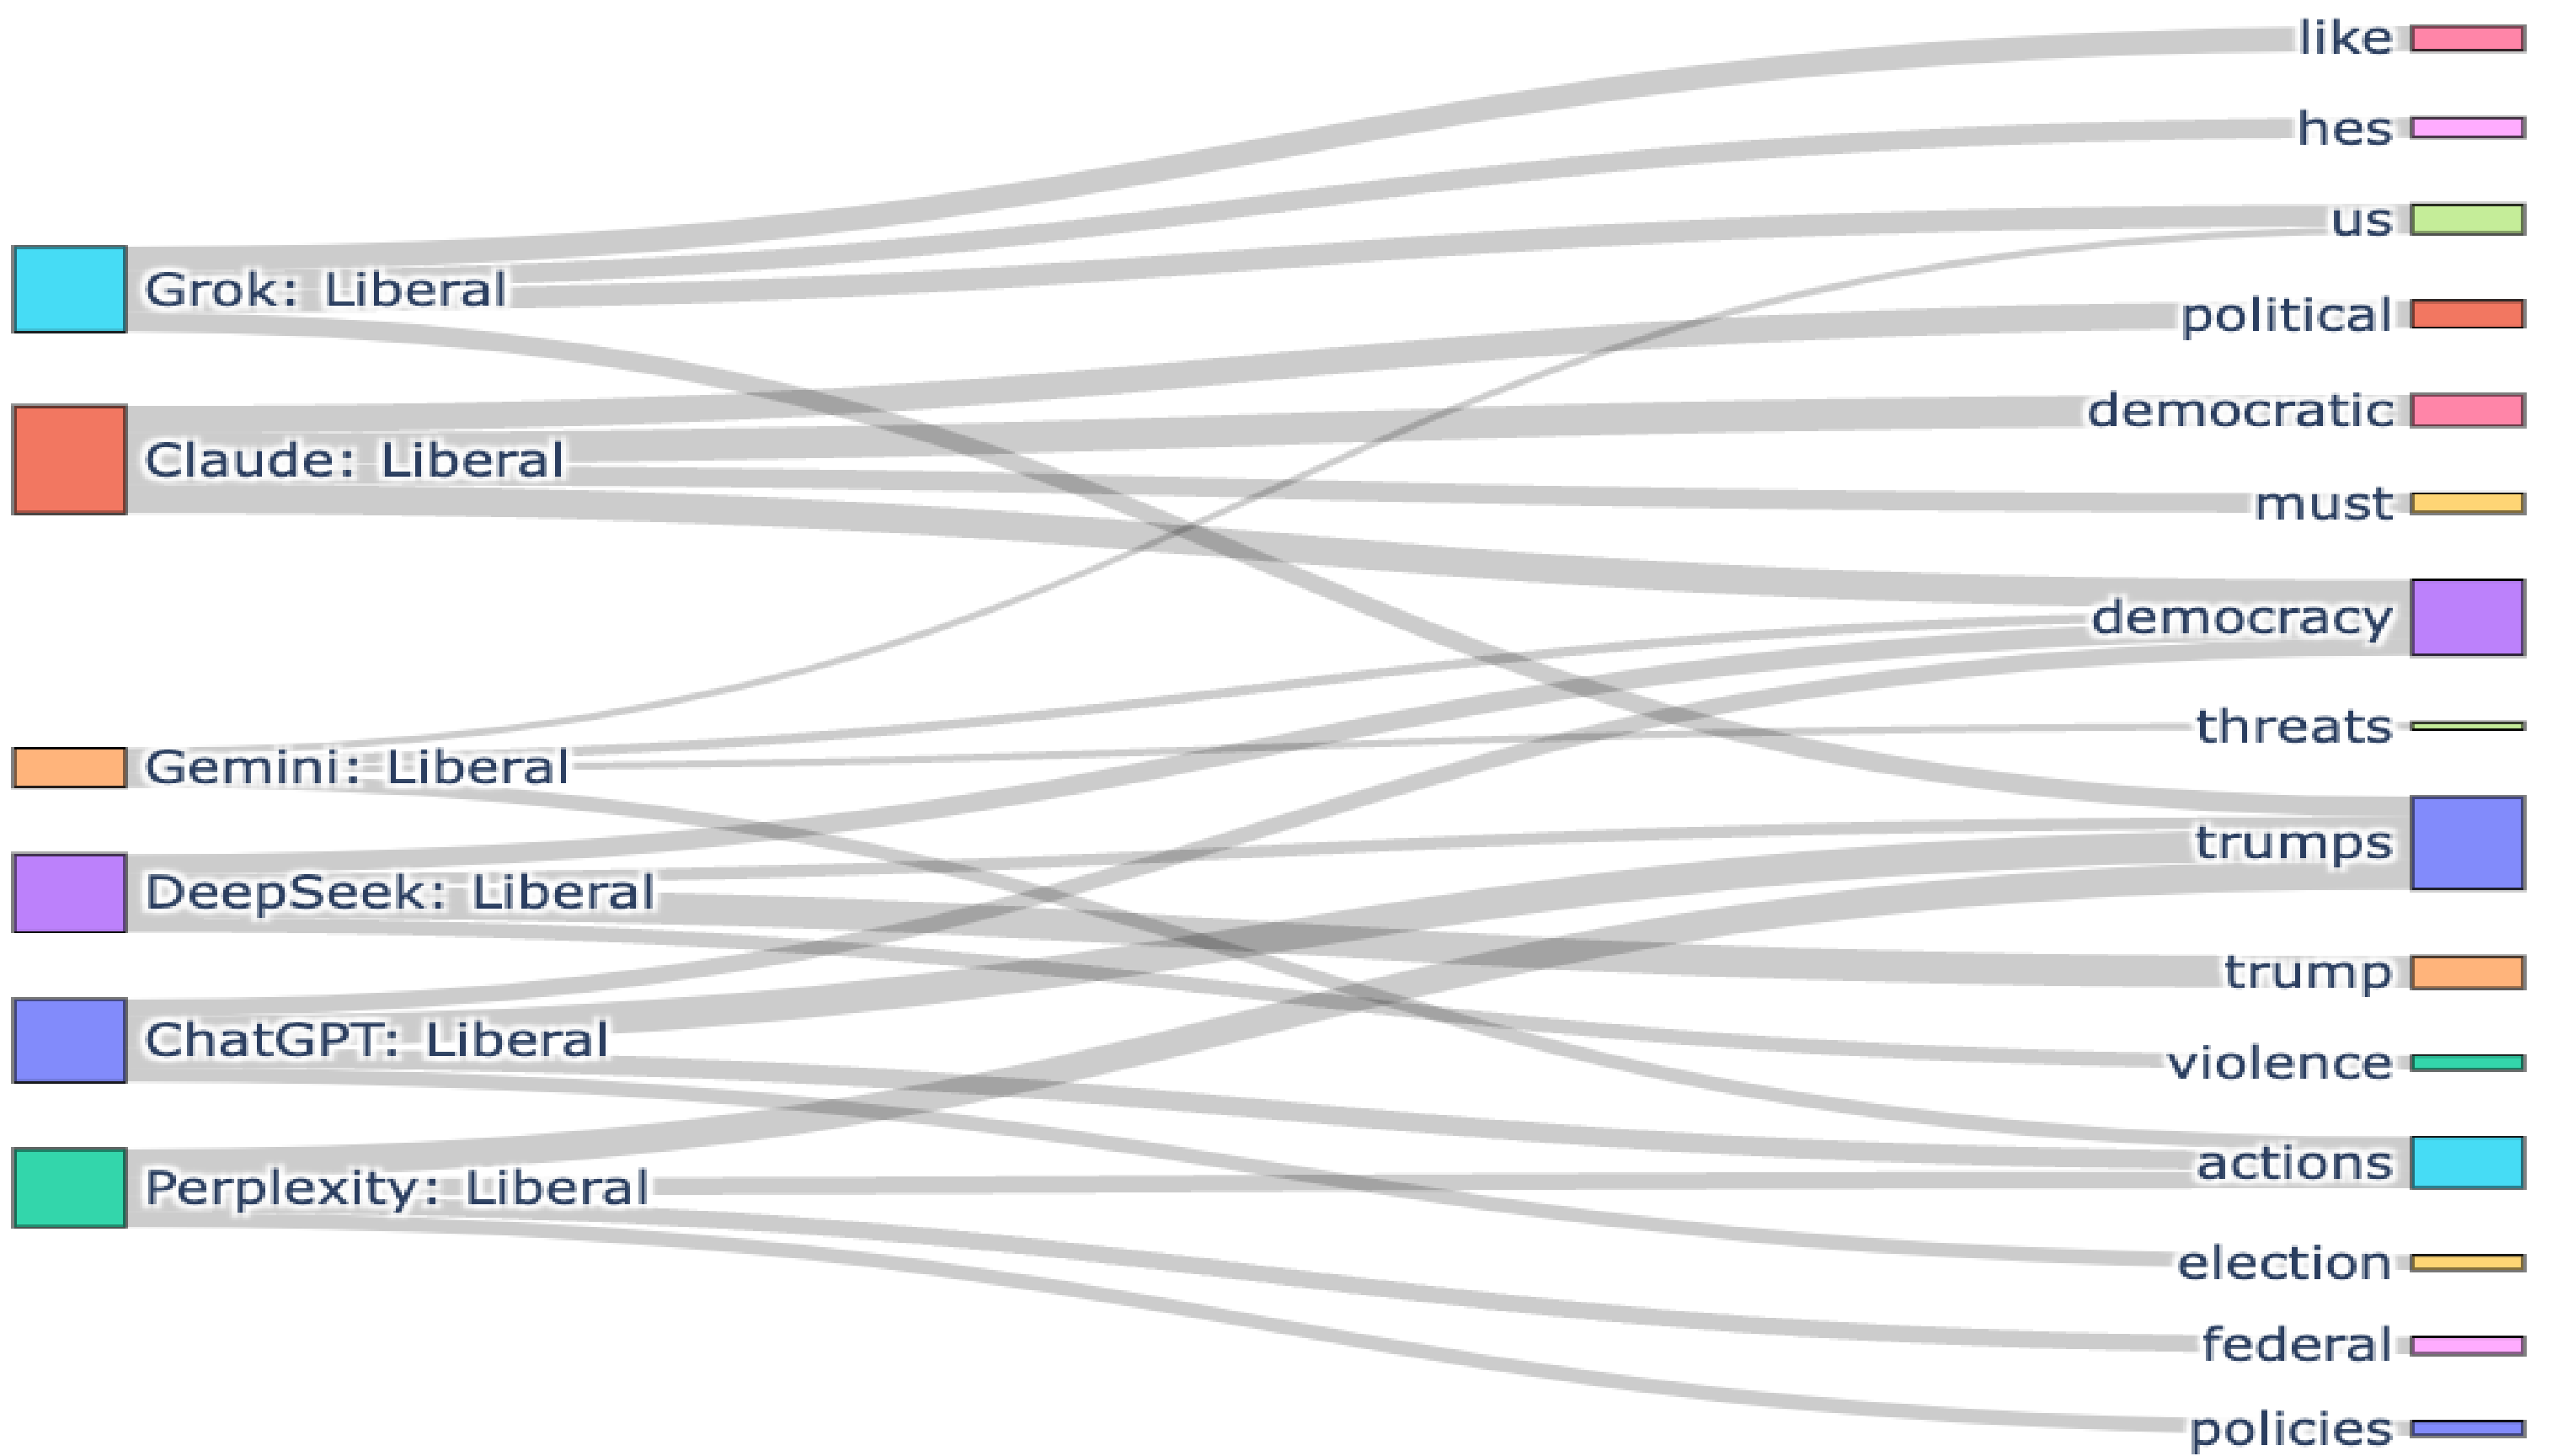 Grok: Liberal
Claude: Liberal
Gemini: Liberal
DeepSeek: Liberal
ChatGPT: Liberal
Perplexity: Liberal
like
hes
us
political
democratic
must
democracy
threats
trumps
trump
violence
actions
election
federal
policies